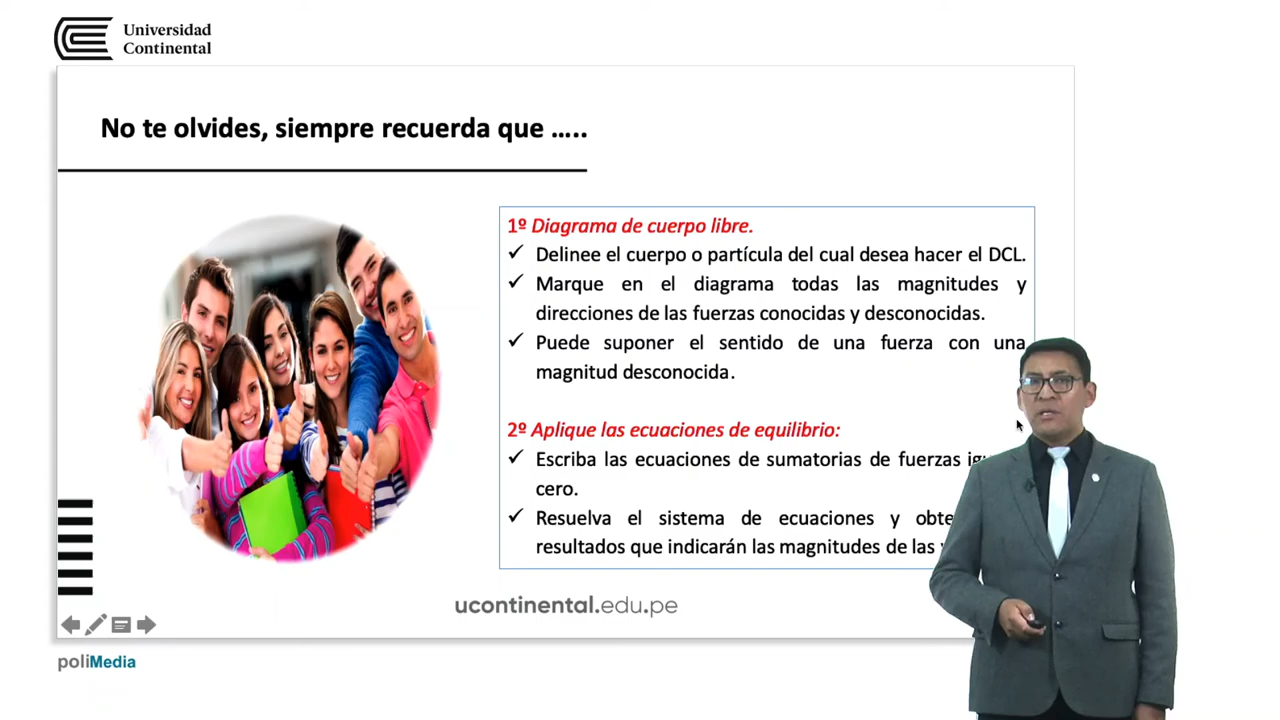 Universidad
Continental
No te olvides, siempre recuerda que .....
1º Diagrama de cuerpo libre.
✓ Delinee el cuerpo o partícula del cual desea hacer el DCL.
✓ Marque en el diagrama todas las magnitudes y
direcciones de las fuerzas conocidas y desconocidas.
✓ Puede suponer el sentido de una fuerza con una
magnitud desconocida.
2º Aplique las ecuaciones de equilibrio:
✓ Escriba las ecuaciones de sumatorias de fuerzas
cero.
✓ Resuelva el sistema de ecuaciones y
resultados que indicarán las magnitudes de las
ucontinental.edu.pe
poliMedia